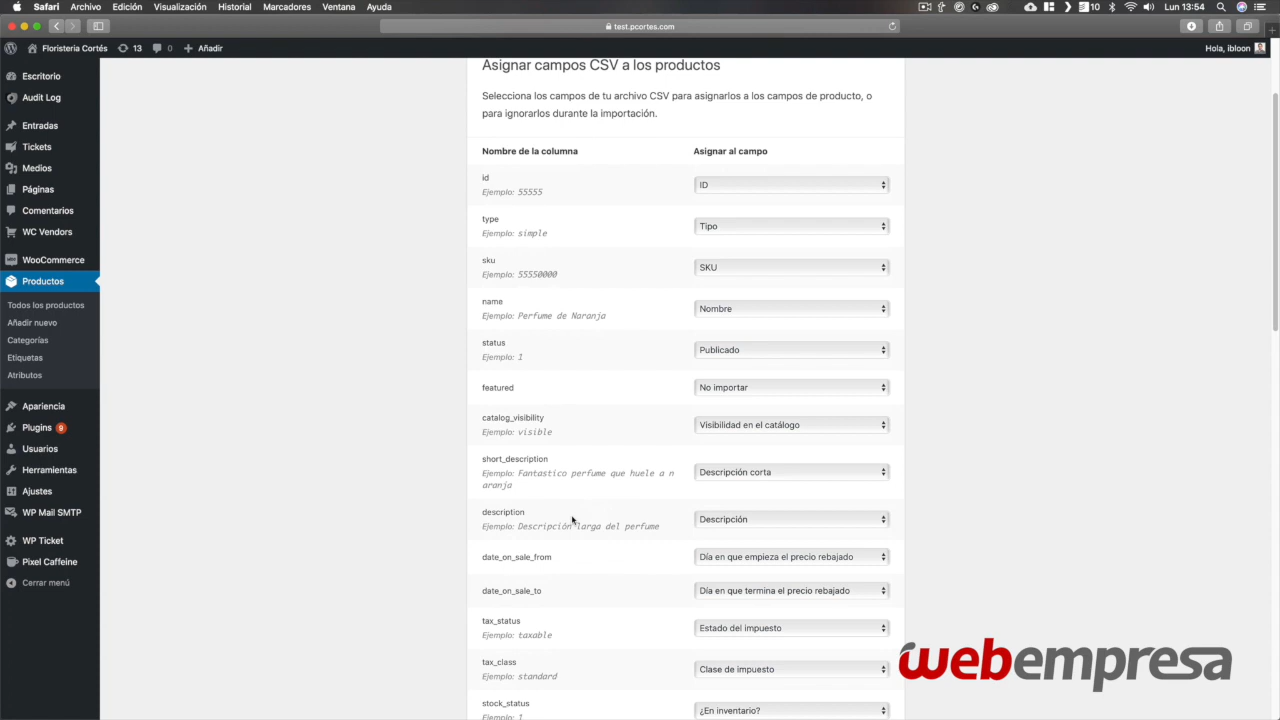 Safari Archivo Edición Visualización Historial Marcadores Ventana Ayuda
10
Lun 13:54
test.pcortes.com
Floristería Cortés 13 0 Añadir
Hola, ibloon
Escritorio
Audit Log
Entradas
Tickets
Medios
Páginas
Comentarios
WC Vendors
WooCommerce
Productos
Todos los productos
Añadir nuevo
Categorías
Etiquetas
Atributos
Apariencia
Plugins 9
Usuarios
Herramientas
Ajustes
WP Mail SMTP
WP Ticket
Pixel Caffeine
Cerrar menú
Asignar campos CSV a los productos
Selecciona los campos de tu archivo CSV para asignarlos a los campos de producto, o
para ignorarlos durante la importación.
Nombre de la columna Asignar al campo
id
Ejemplo: 55555
ID
type
Ejemplo: simple
Tipo
sku
Ejemplo: 55550000
SKU
name
Ejemplo: Perfume de Naranja
Nombre
status
Ejemplo: 1
Publicado
featured
No importar
catalog_visibility
Ejemplo: visible
Visibilidad en el catálogo
short_description
Ejemplo: Fantastico perfume que huele a n
aranja
Descripción corta
description
Ejemplo: Descripción larga del perfume
Descripción
date_on_sale_from
Día en que empieza el precio rebajado
date_on_sale_to
Día en que termina el precio rebajado
tax_status
Ejemplo: taxable
Estado del impuesto
tax_class
Ejemplo: standard
Clase de impuesto
stock_status
Ejemplo: 1
¿En inventario?
webempresa